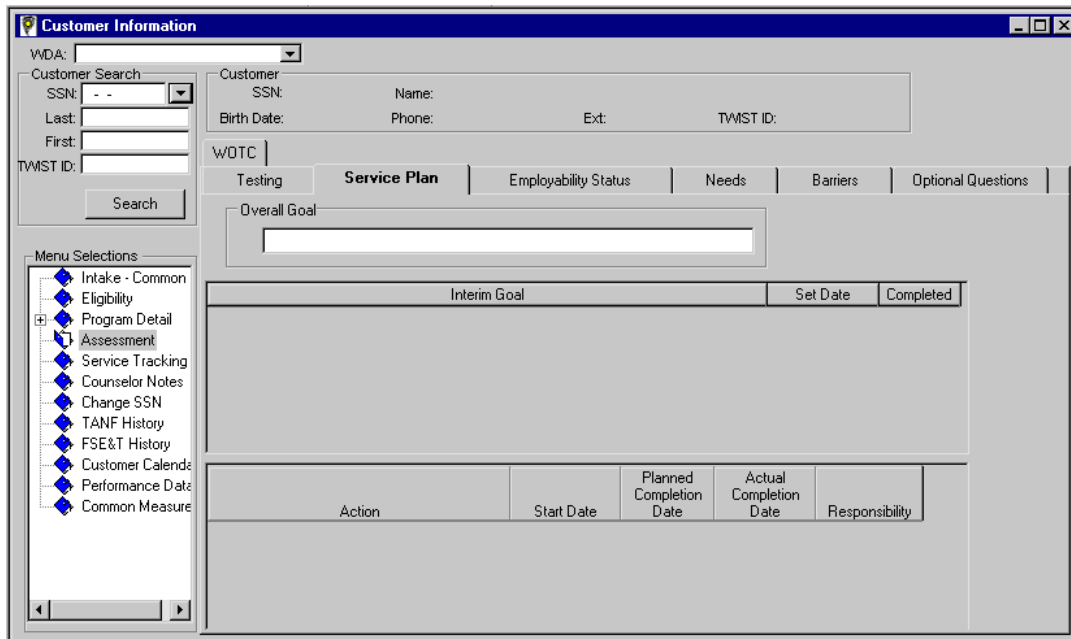 Customer Information
WDA:
Customer Search
SSN: - -
Last:
First:
TWIST ID:
Search
Customer
SSN: Name:
Birth Date: Phone: Ext: TWIST ID:
WOTC
Testing Service Plan Employability Status Needs Barriers Optional Questions
Overall Goal
Interim Goal Set Date Completed
Action Start Date Planned Completion Date Actual Completion Date Responsibility
Menu Selections
Intake - Common
Eligibility
Program Detail
Assessment
Service Tracking
Counselor Notes
Change SSN
TANF History
FSE&T History
Customer Calenda
Performance Data
Common Measure